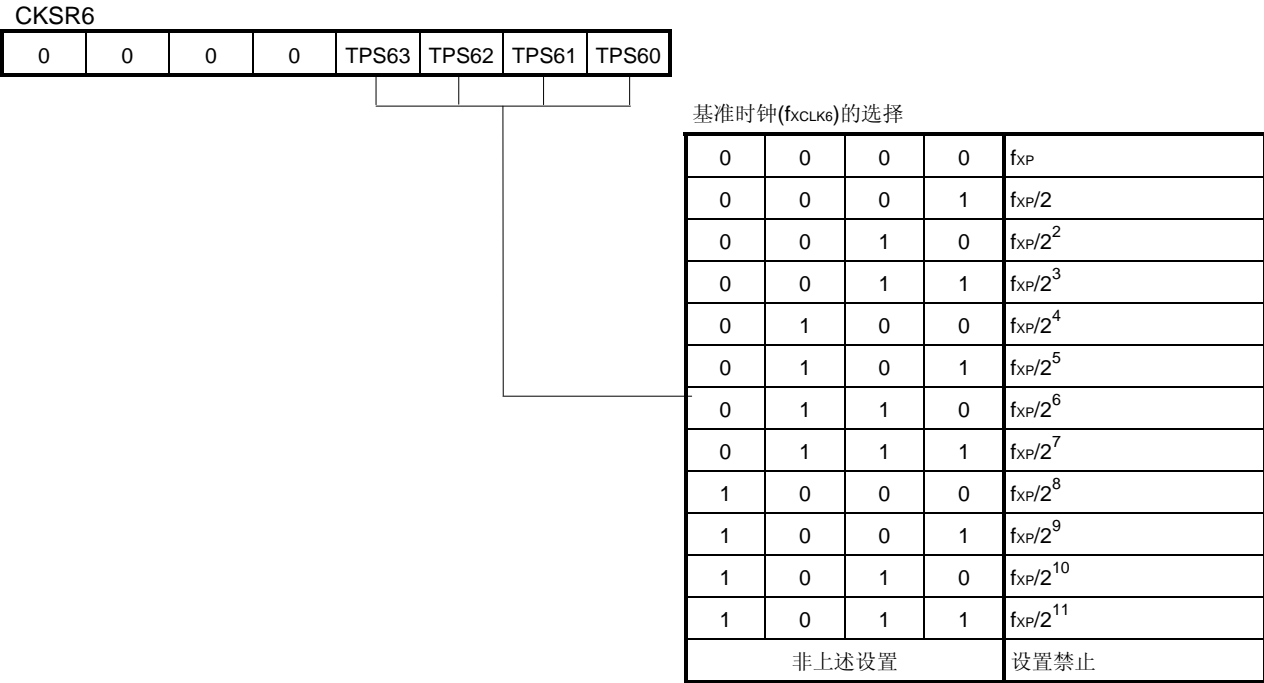 CKSR6
0 0 0 0 TPS63 TPS62 TPS61 TPS60
基准时钟(fXCLK6)的选择
0 0 0 0 fXP
0 0 0 1 fXP/2
0 0 1 0 fXP/2^2
0 0 1 1 fXP/2^3
0 1 0 0 fXP/2^4
0 1 0 1 fXP/2^5
0 1 1 0 fXP/2^6
0 1 1 1 fXP/2^7
1 0 0 0 fXP/2^8
1 0 0 1 fXP/2^9
1 0 1 0 fXP/2^10
1 0 1 1 fXP/2^11
非上述设置 设置禁止